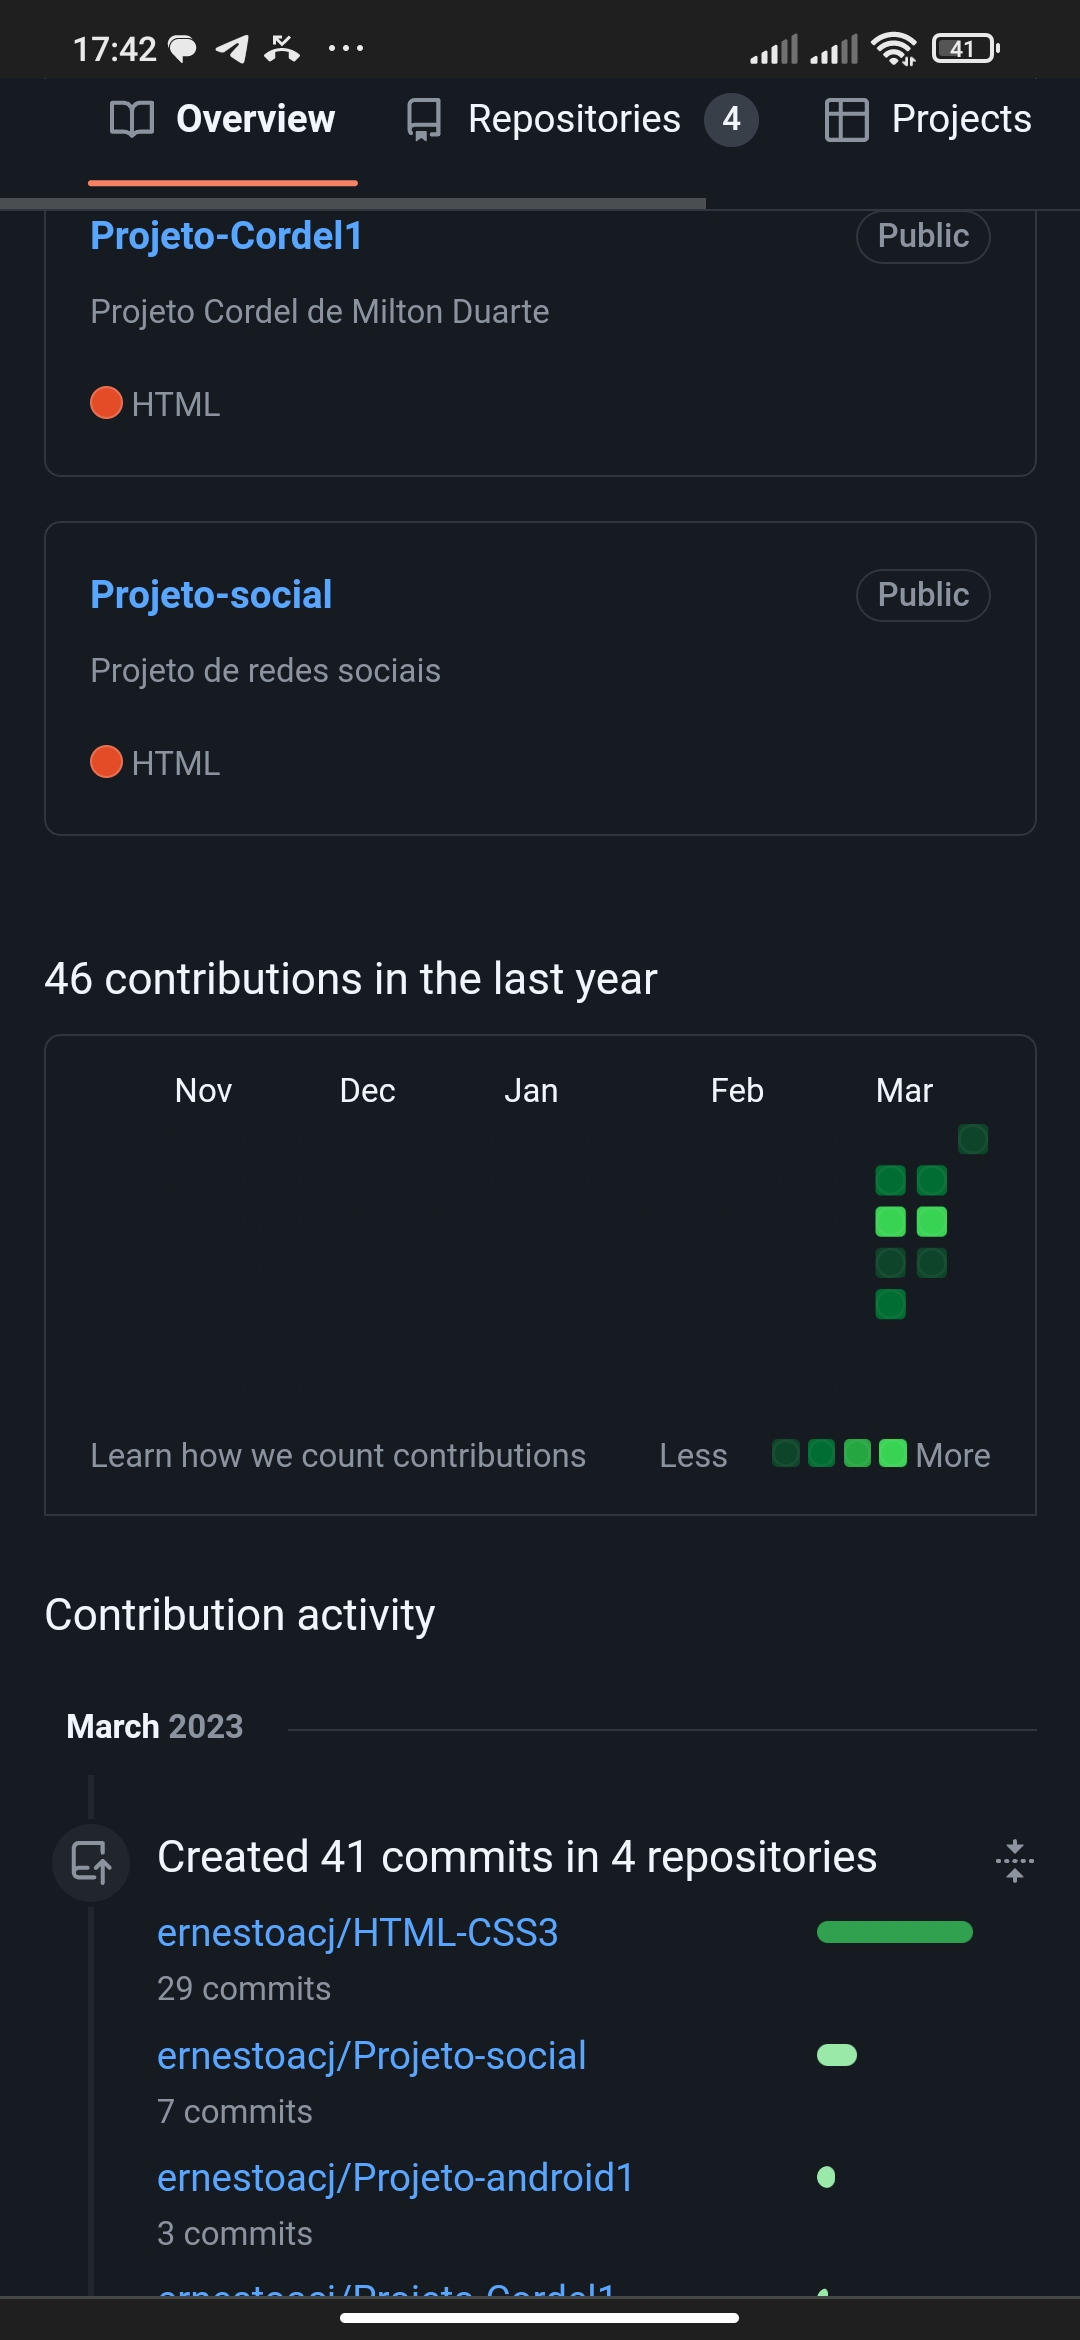 17:42
41
Overview
Repositories 4
Projects
Projeto-Cordel1
Public
Projeto Cordel de Milton Duarte
HTML
Projeto-social
Public
Projeto de redes sociais
HTML
46 contributions in the last year
Nov Dec Jan Feb Mar
Learn how we count contributions
Less More
Contribution activity
March 2023
Created 41 commits in 4 repositories
ernestoacj/HTML-CSS3
29 commits
ernestoacj/Projeto-social
7 commits
ernestoacj/Projeto-android1
3 commits
ernestoacj/Projeto-Cordel1